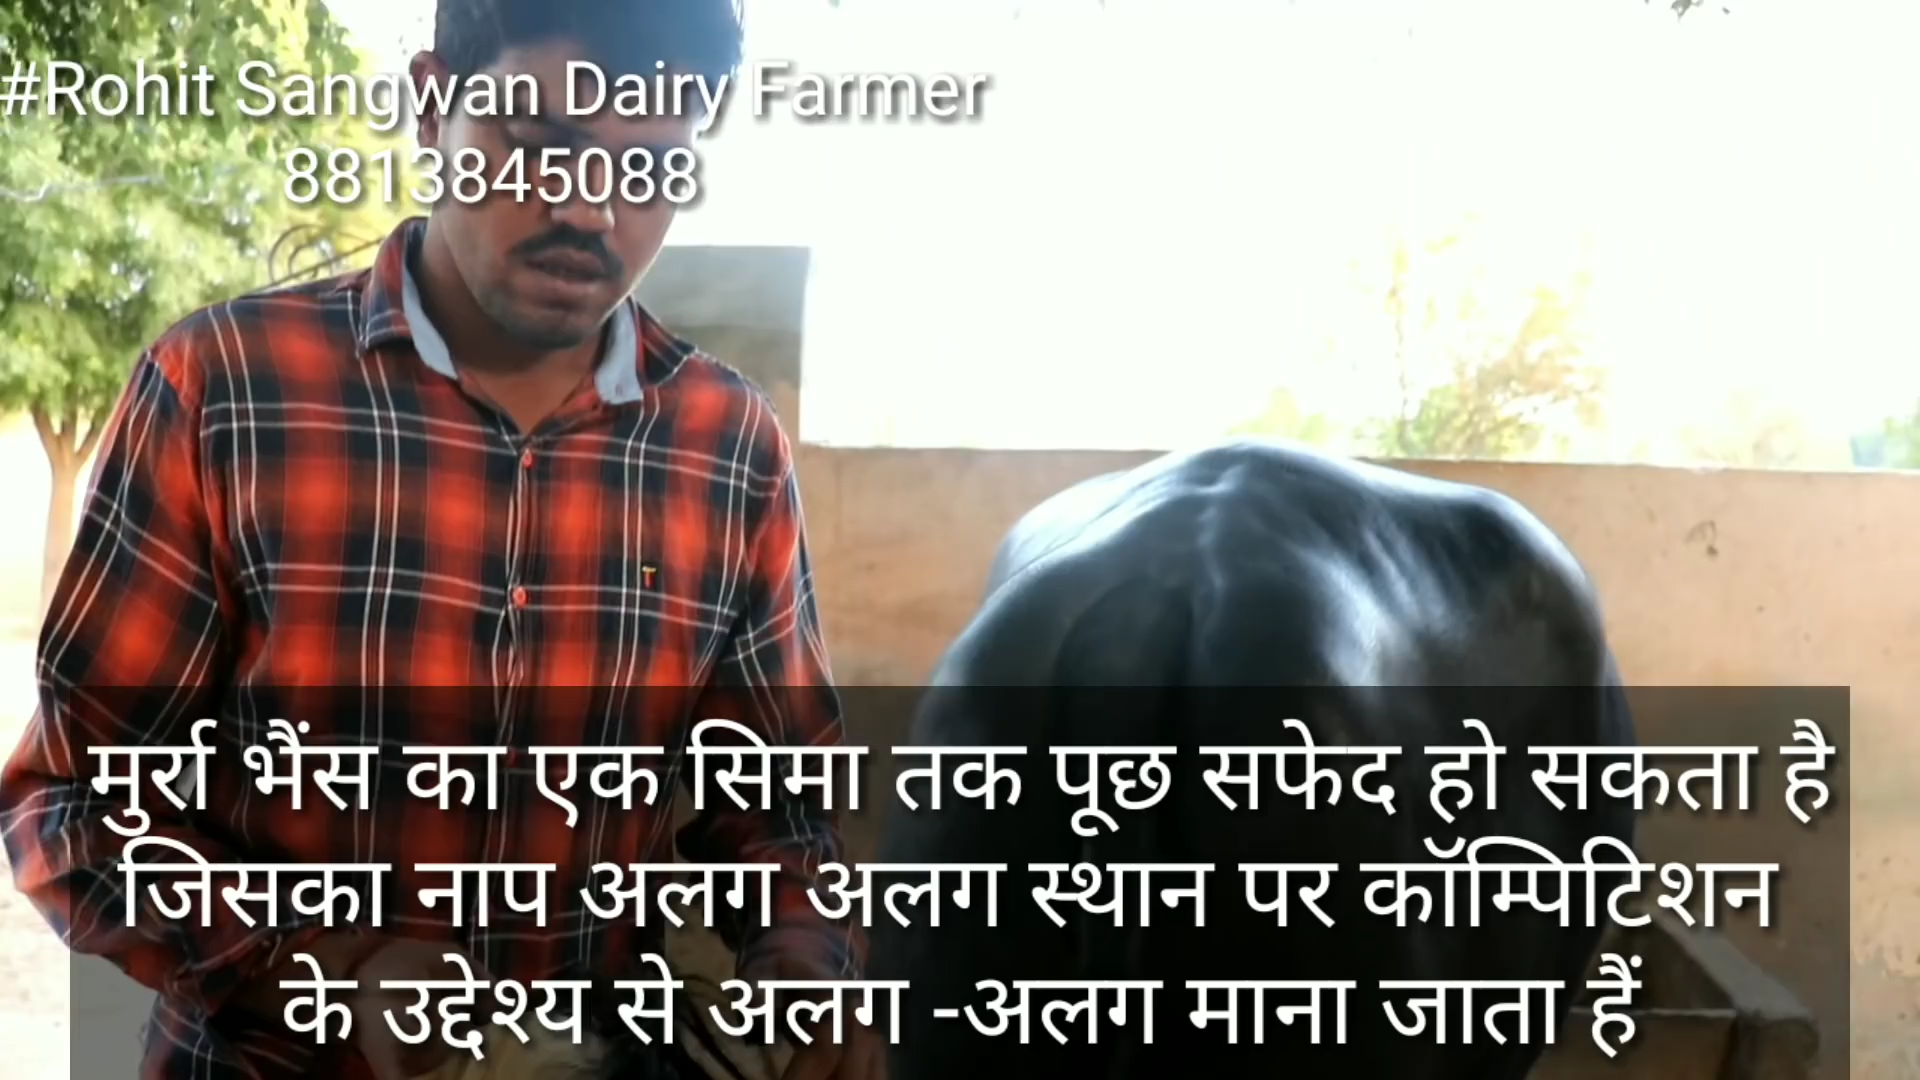 #Rohit Sangwan Dairy Farmer
8813845088
T
मुर्रा भैंस का एक सिमा तक पूछ सफेद हो सकता है
जिसका नाप अलग अलग स्थान पर कॉम्पिटिशन
के उद्देश्य से अलग -अलग माना जाता हैं